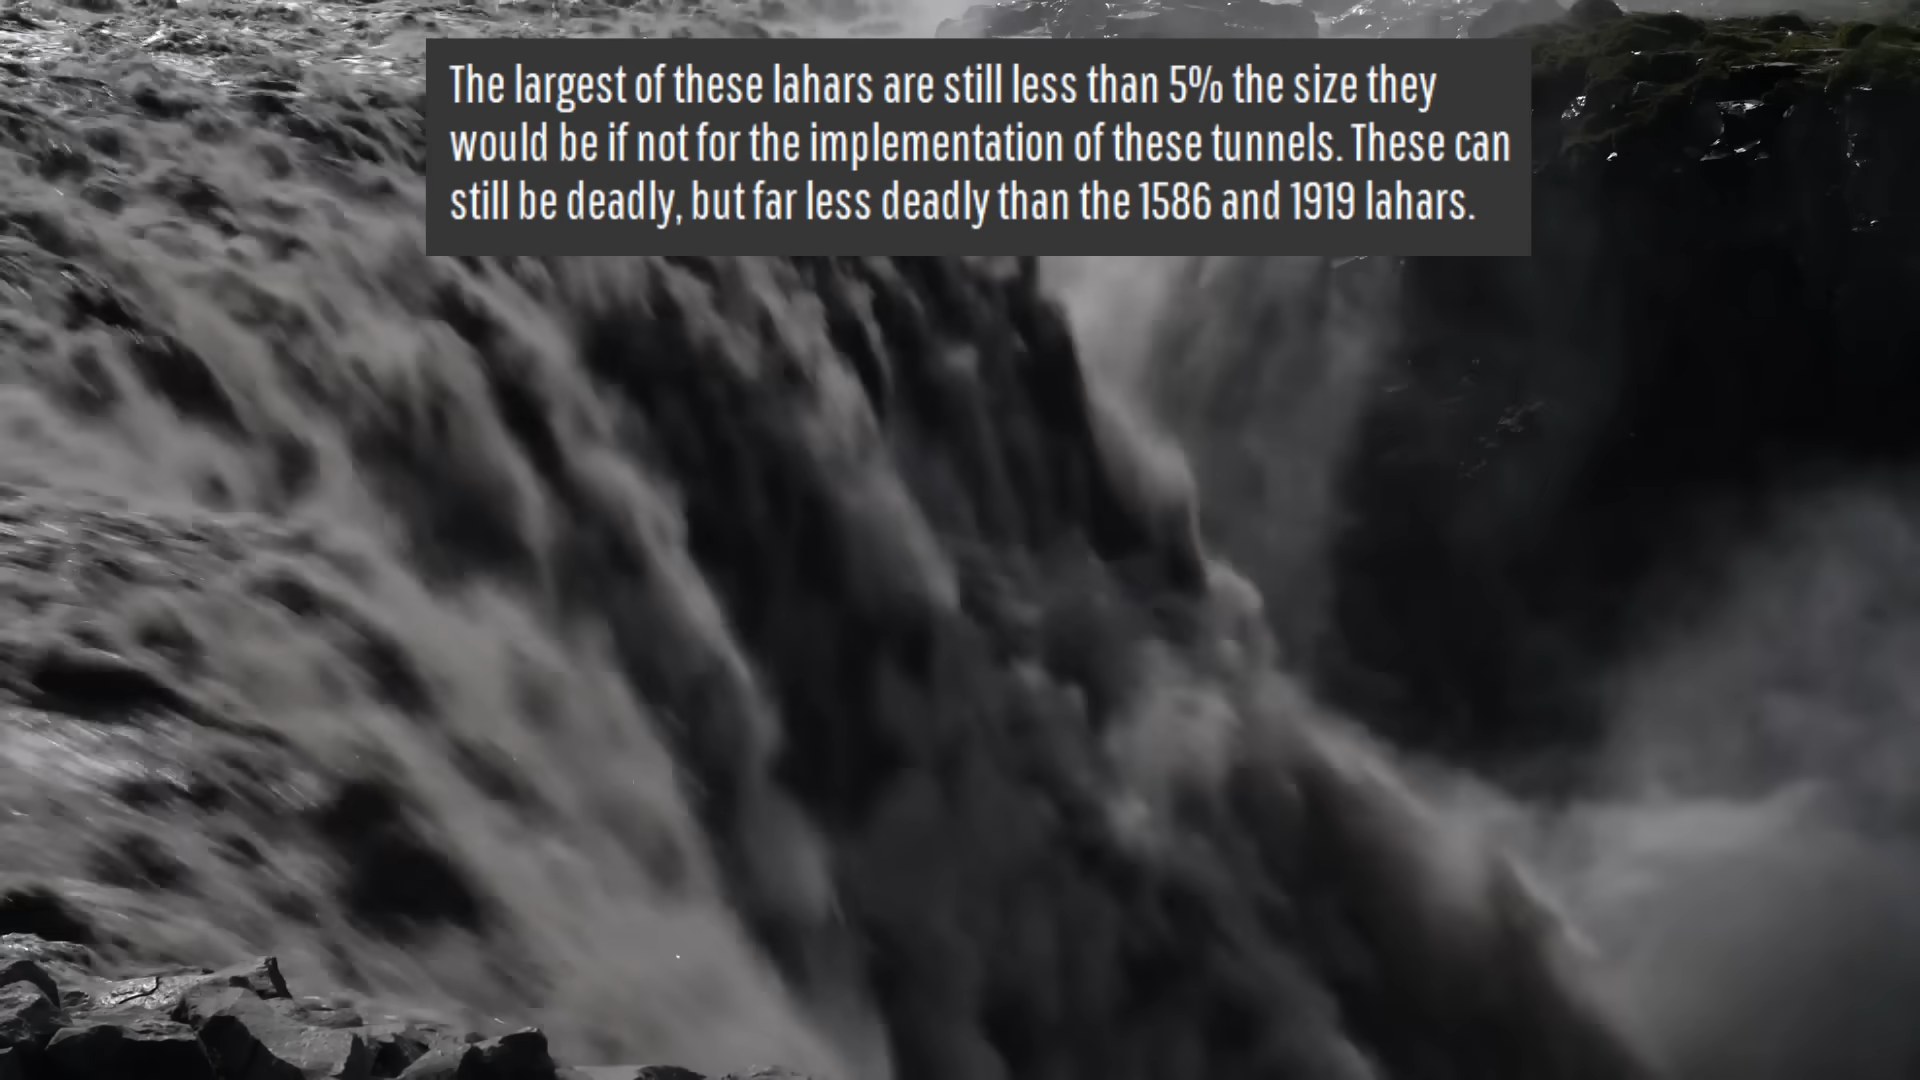 The largest of these lahars are still less than 5% the size they
would be if not for the implementation of these tunnels. These can
still be deadly, but far less deadly than the 1586 and 1919 lahars.